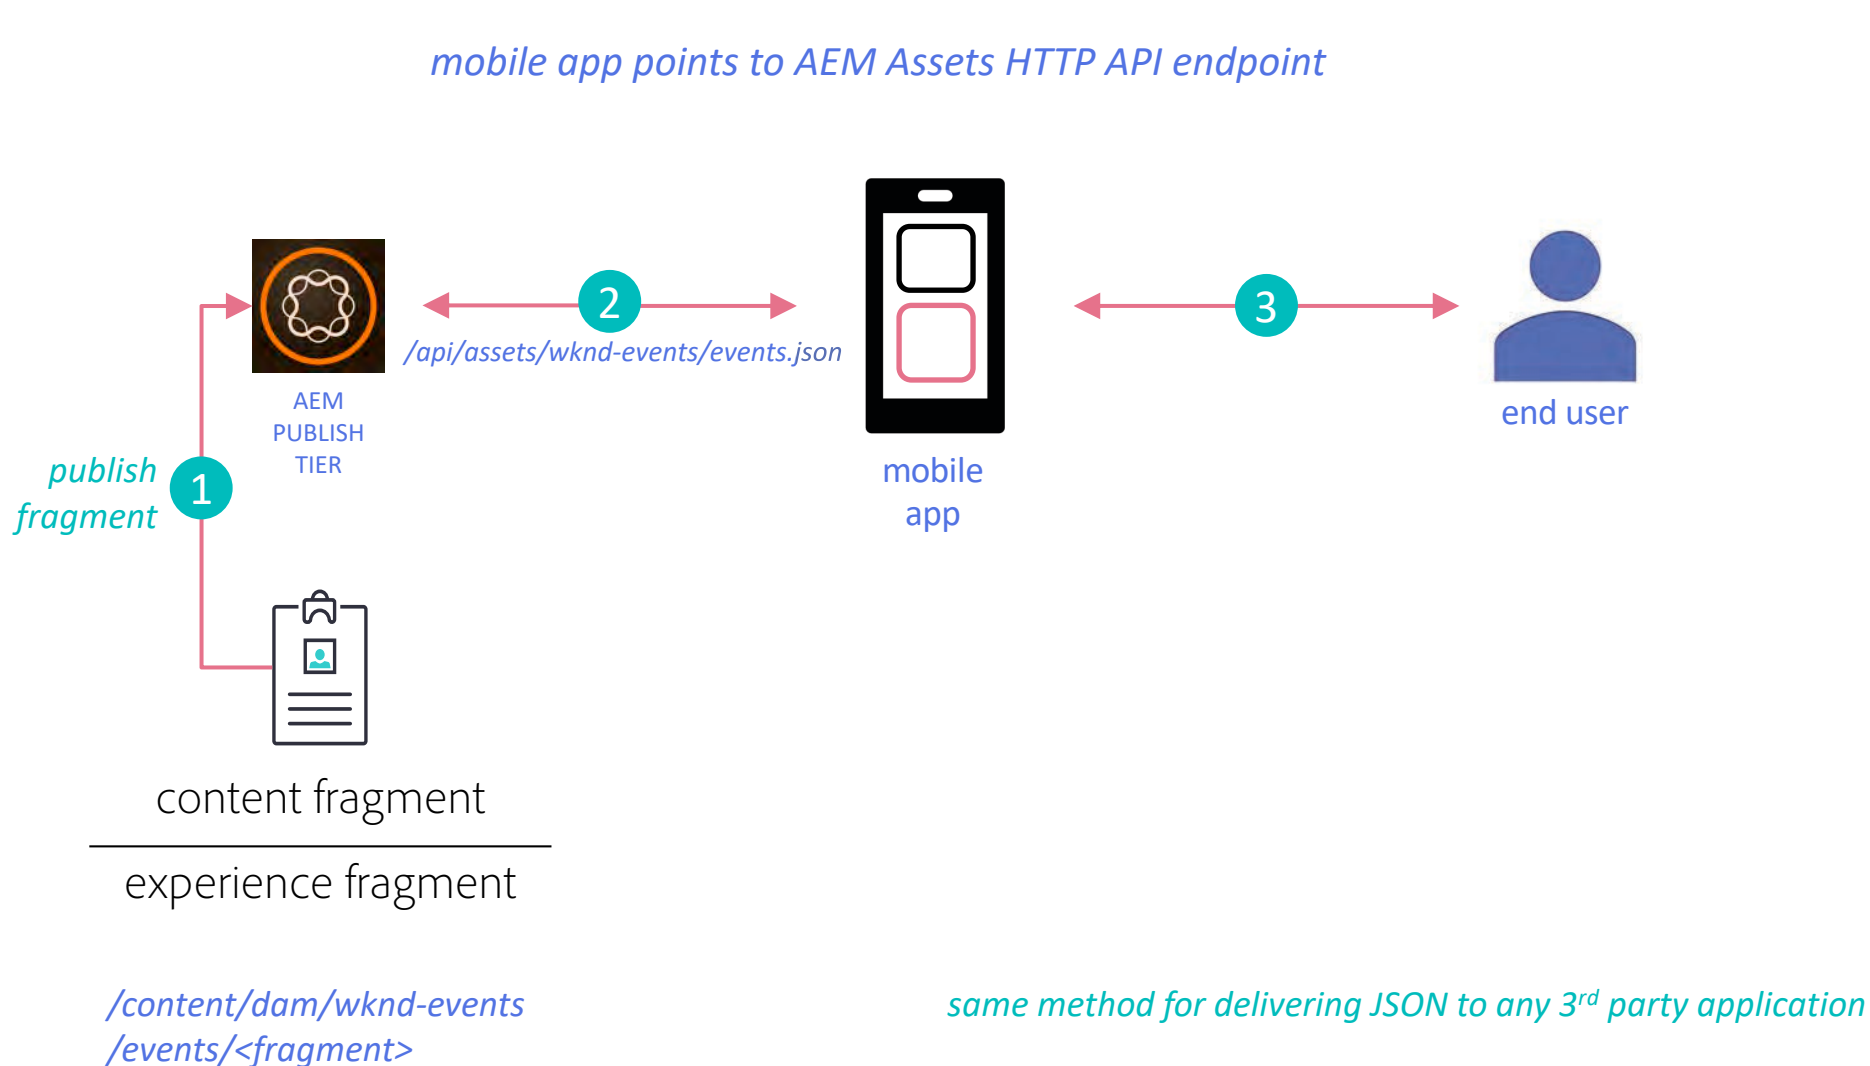 mobile app points to AEM Assets HTTP API endpoint
2
3
/api/assets/wknd-events/events.json
AEM
PUBLISH
TIER
end user
publish
fragment
1
mobile
app
content fragment
experience fragment
/content/dam/wknd-events
/events/<fragment>
same method for delivering JSON to any 3rd party application